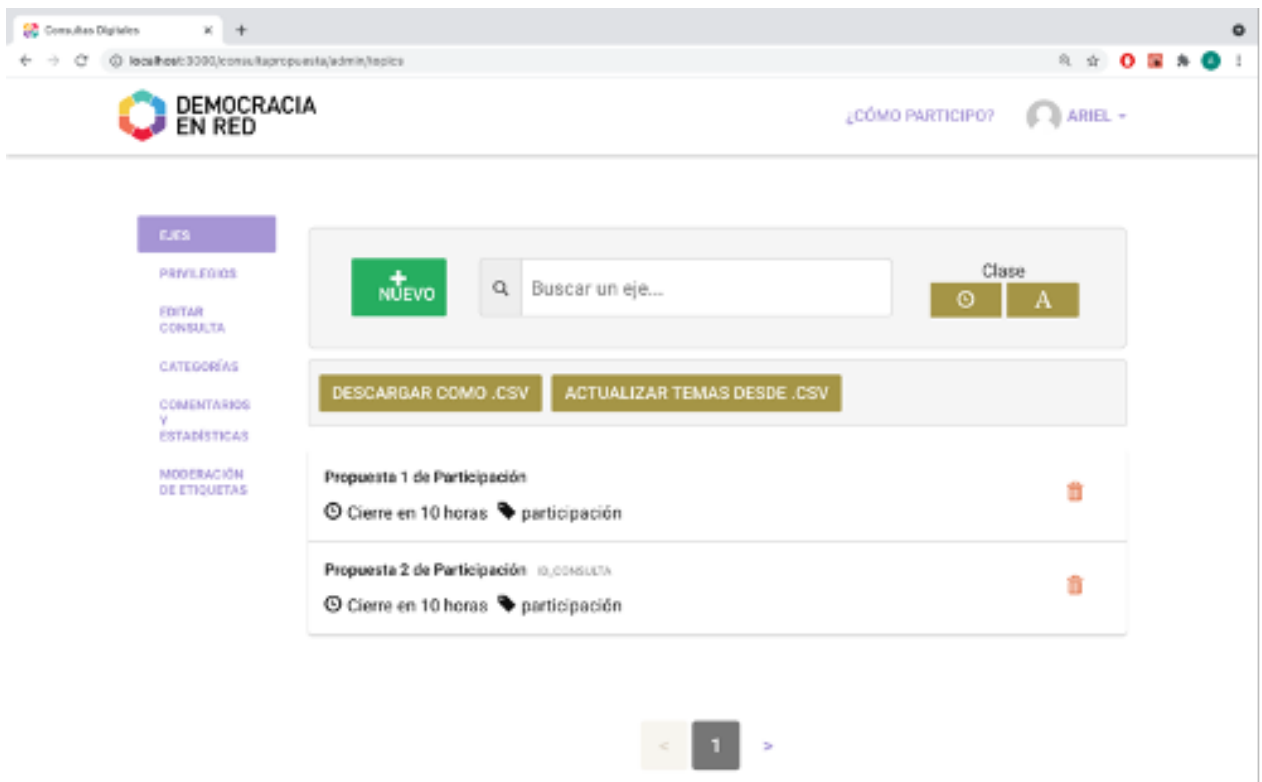 Consultas Digitales
localhost:3000/consultapropuesta/admin/topics
DEMOCRACIA
EN RED
¿CÓMO PARTICIPO?
ARIEL
EJES
PRIVILEGIOS
EDITAR
CONSULTA
CATEGORÍAS
COMENTARIOS
Y
ESTADÍSTICAS
MODERACIÓN
DE ETIQUETAS
+
NUEVO
Buscar un eje...
Clase
A
DESCARGAR COMO .CSV
ACTUALIZAR TEMAS DESDE .CSV
Propuesta 1 de Participación
Cierre en 10 horas participación
Propuesta 2 de Participación ID_CONSULTA
Cierre en 10 horas participación
< 1 >